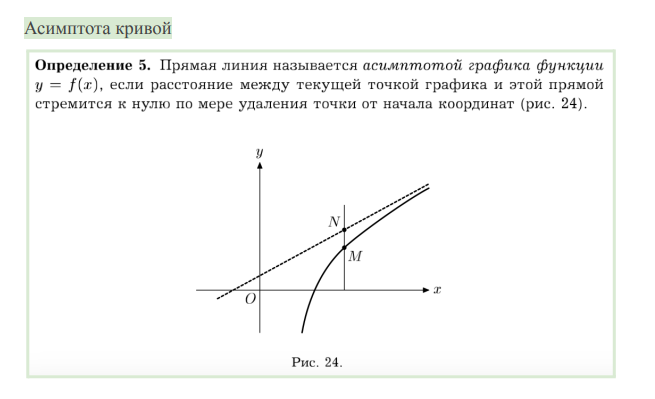 Асимптота кривой
Определение 5. Прямая линия называется асимптотой графика функции
y = f(x), если расстояние между текущей точкой графика и этой прямой
стремится к нулю по мере удаления точки от начала координат (рис. 24).
y
N
M
O
x
Рис. 24.